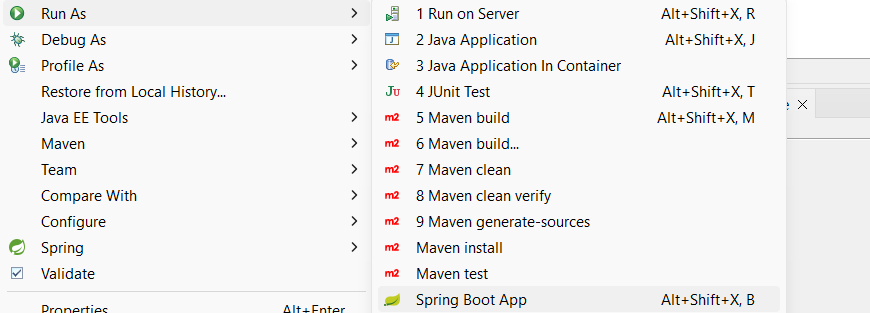 Run As
Debug As
Profile As
Restore from Local History...
Java EE Tools
Maven
Team
Compare With
Configure
Spring
Validate
Properties Alt+Enter
1 Run on Server Alt+Shift+X, R
2 Java Application Alt+Shift+X, J
3 Java Application In Container
4 JUnit Test Alt+Shift+X, T
5 Maven build Alt+Shift+X, M
6 Maven build...
7 Maven clean
8 Maven clean verify
9 Maven generate-sources
Maven install
Maven test
Spring Boot App Alt+Shift+X, B